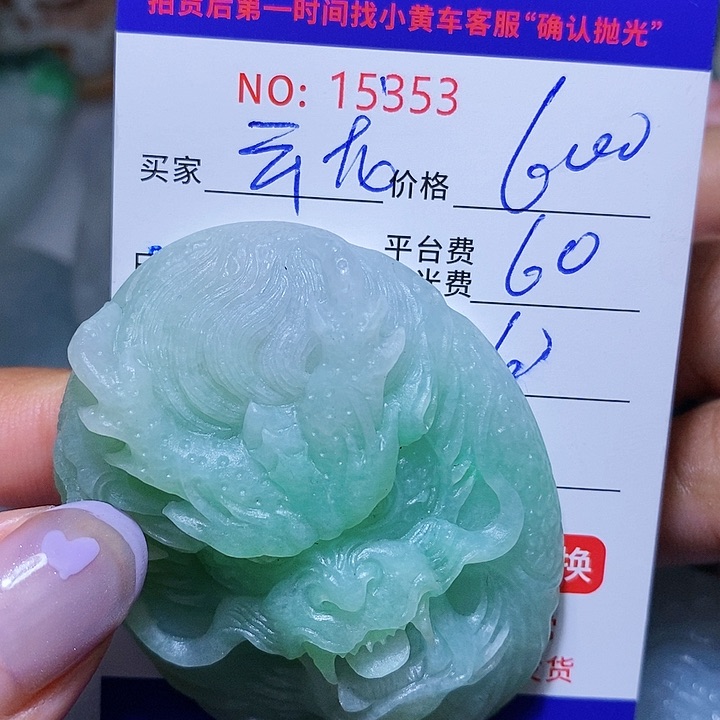 拍货后第一时间找小黄车客服“确认抛光”
NO: 15353
买家 云龙 价格 600
平台费
光费 60
换
货